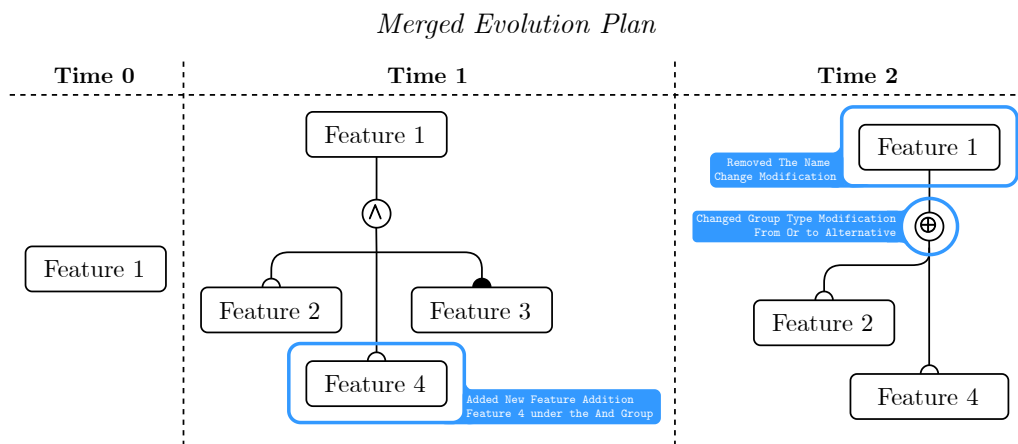 Merged Evolution Plan
Time 0
Time 1
Time 2
Feature 1
Feature 1
∧
Feature 2
Feature 3
Feature 4
Added New Feature Addition
Feature 4 under the And Group
Feature 1
Removed The Name
Change Modification
Changed Group Type Modification
From Or to Alternative
⊕
Feature 2
Feature 4